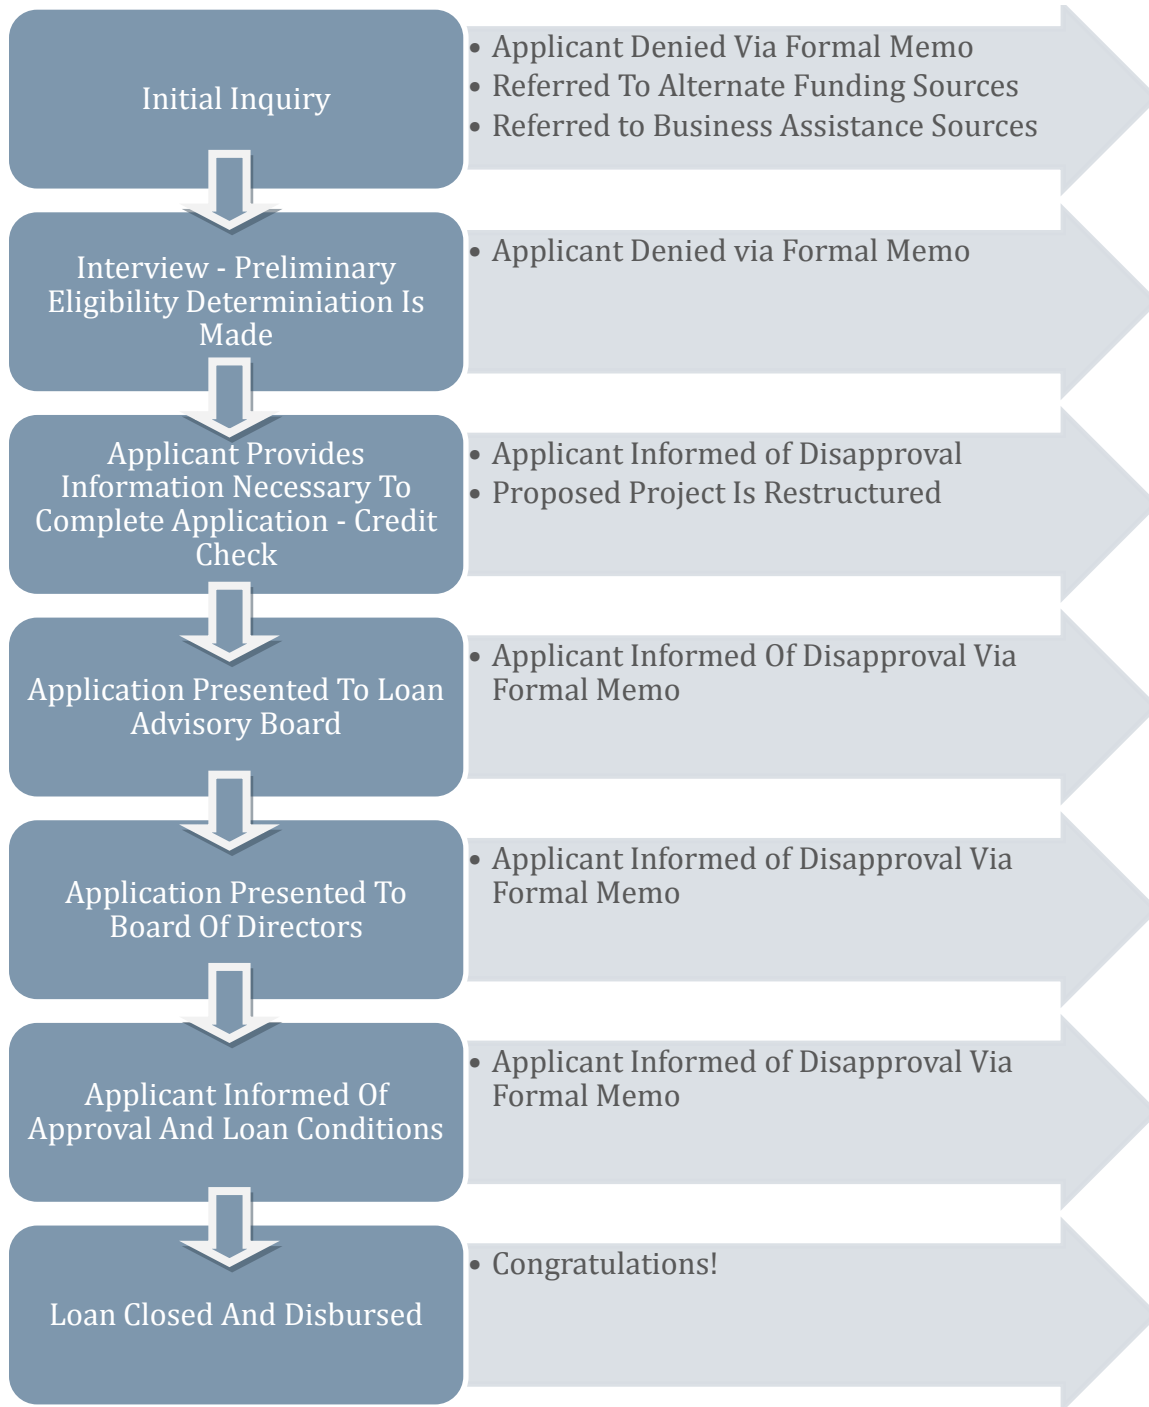 Initial Inquiry
• Applicant Denied Via Formal Memo
• Referred To Alternate Funding Sources
• Referred to Business Assistance Sources
Interview - Preliminary
Eligibility Determiniation Is
Made
• Applicant Denied via Formal Memo
Applicant Provides
Information Necessary To
Complete Application - Credit
Check
• Applicant Informed of Disapproval
• Proposed Project Is Restructured
Application Presented To Loan
Advisory Board
• Applicant Informed Of Disapproval Via
Formal Memo
Application Presented To
Board Of Directors
• Applicant Informed of Disapproval Via
Formal Memo
Applicant Informed Of
Approval And Loan Conditions
• Applicant Informed of Disapproval Via
Formal Memo
Loan Closed And Disbursed
• Congratulations!